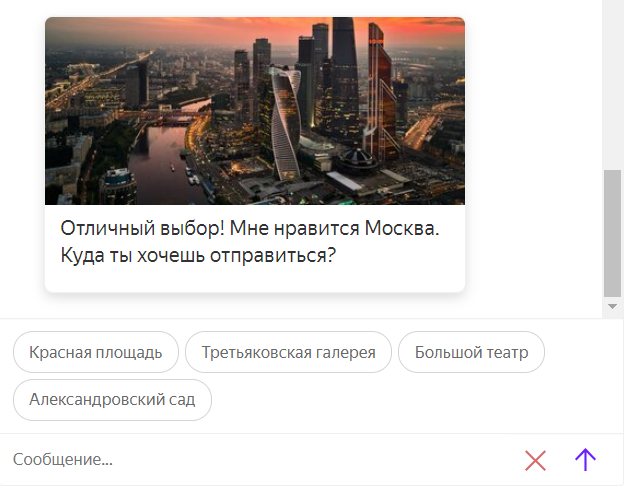 Отличный выбор! Мне нравится Москва.
Куда ты хочешь отправиться?
Красная площадь
Третьяковская галерея
Большой театр
Александровский сад
Сообщение...